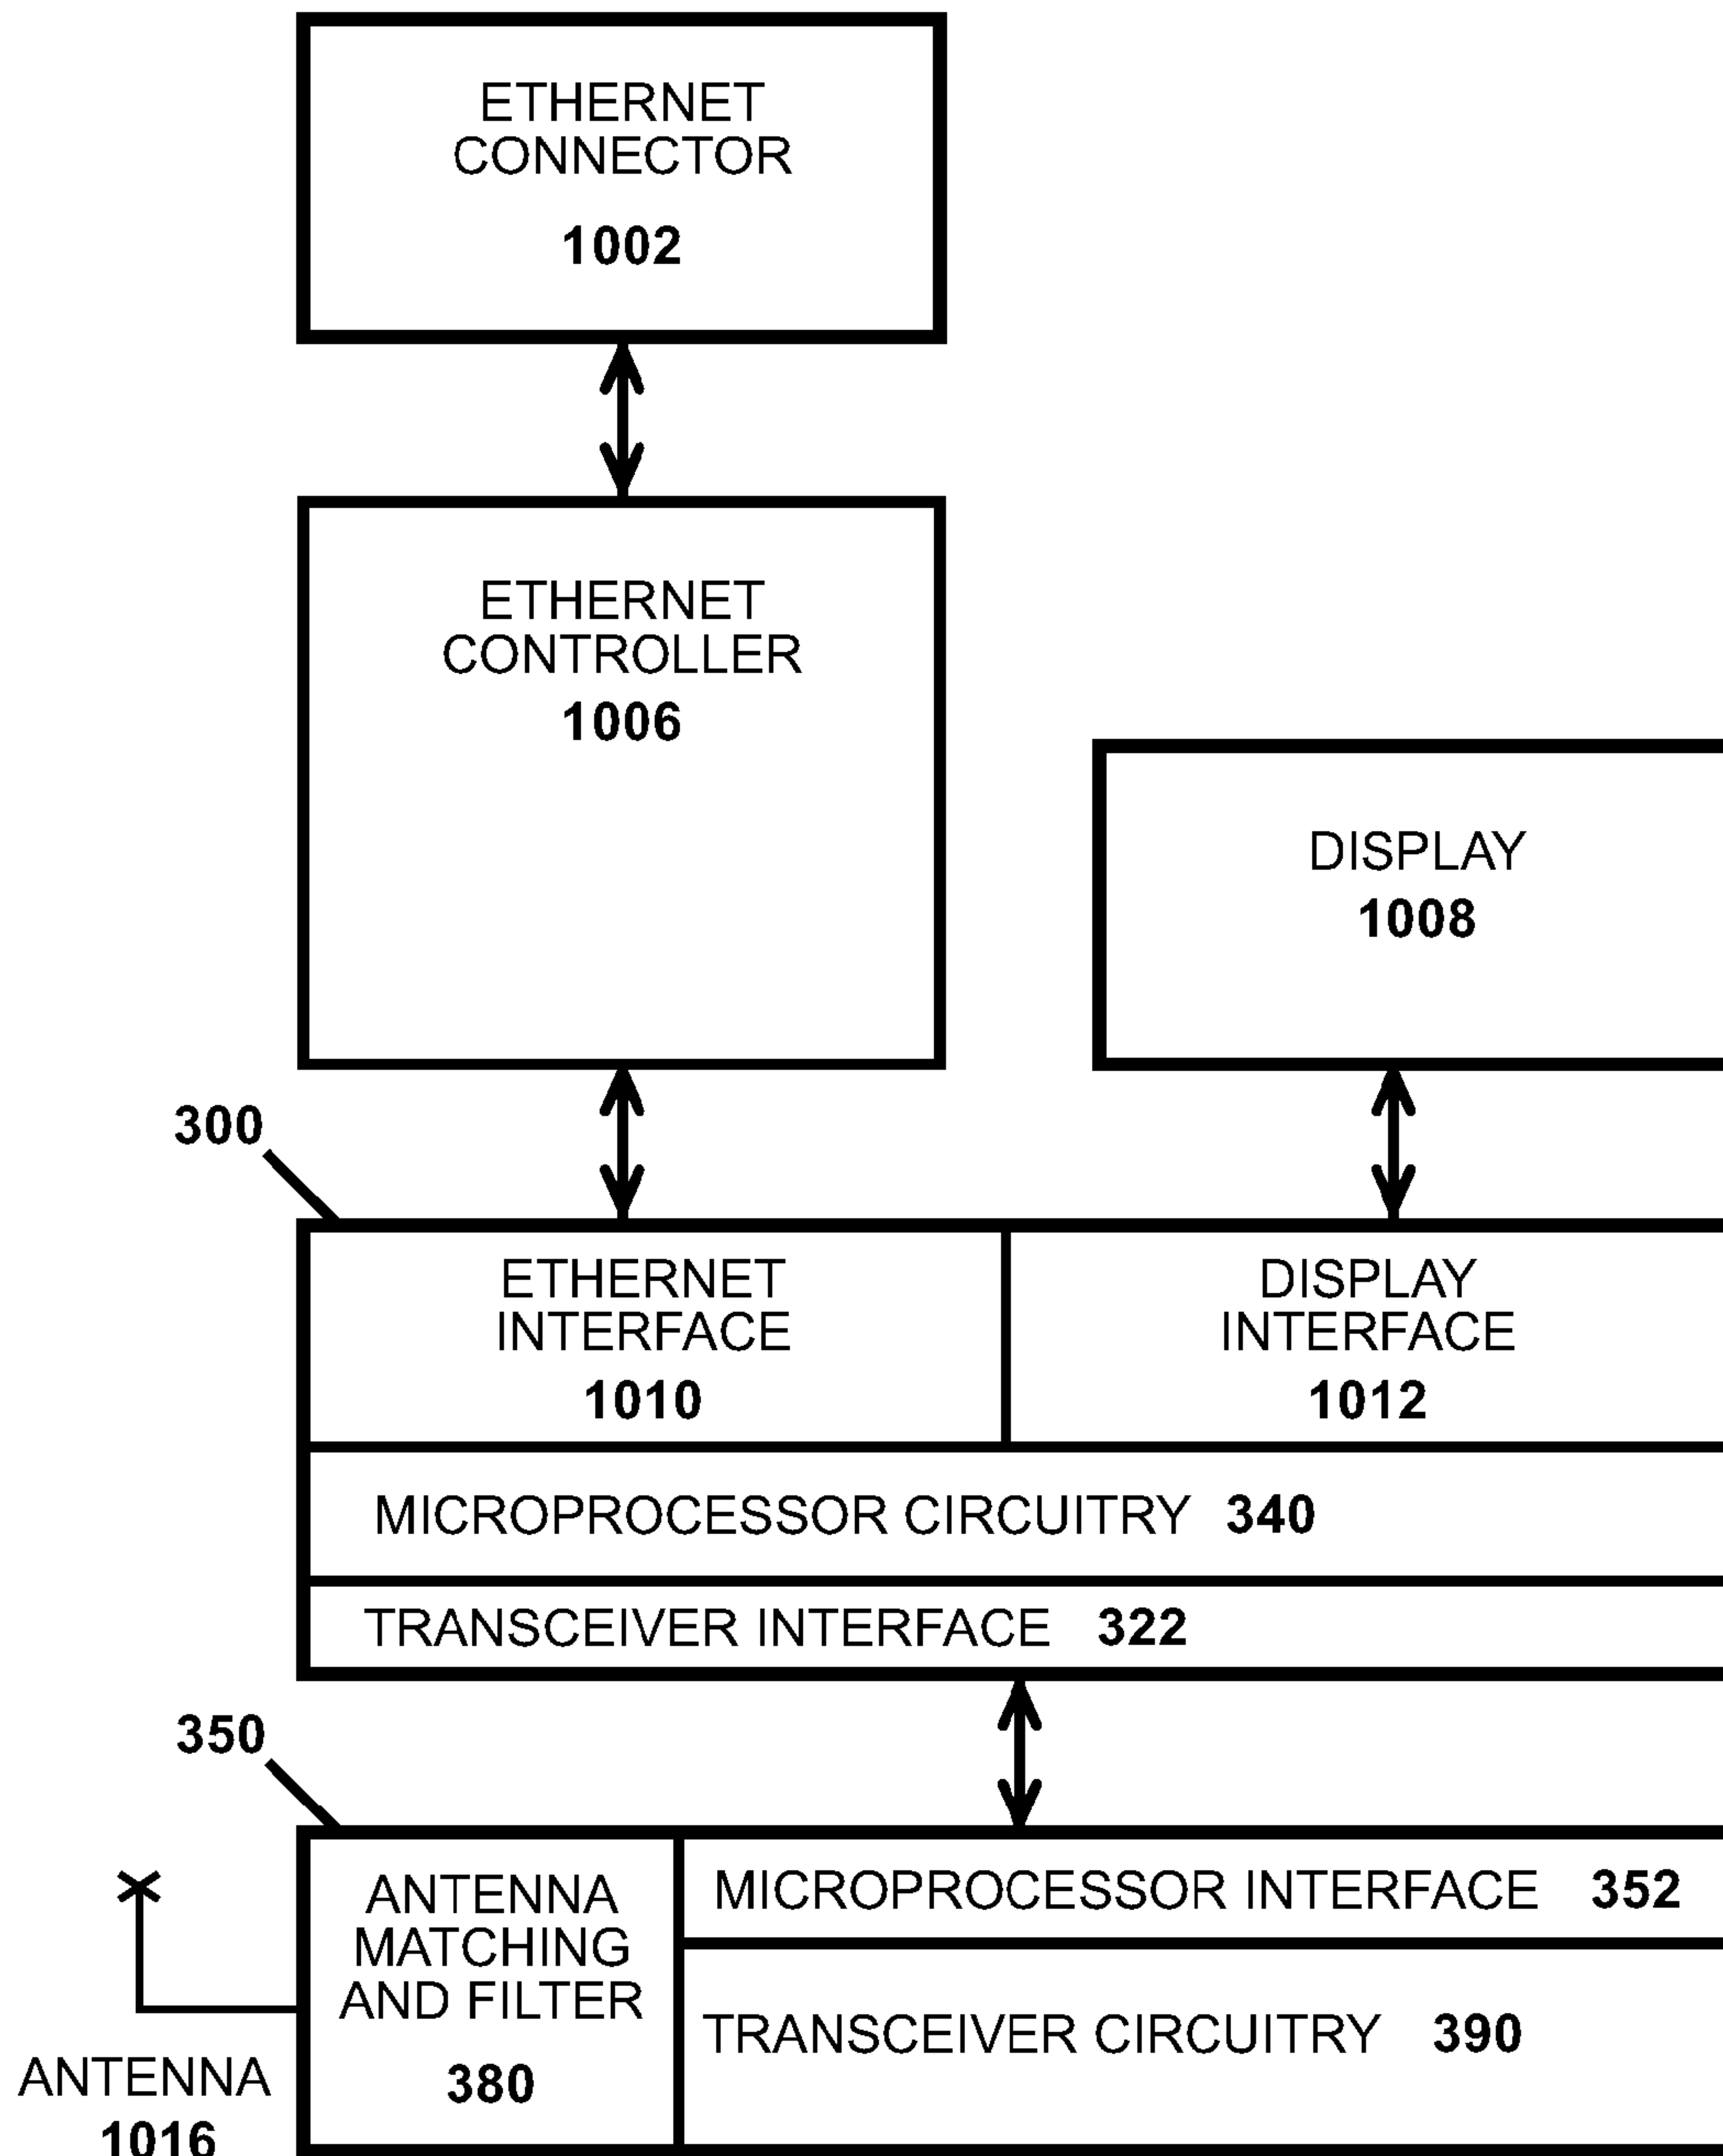 ETHERNET
CONNECTOR
1002
ETHERNET
CONTROLLER
1006
DISPLAY
1008
300
ETHERNET
INTERFACE
1010
DISPLAY
INTERFACE
1012
MICROPROCESSOR CIRCUITRY 340
TRANSCEIVER INTERFACE 322
350
ANTENNA
MATCHING
AND FILTER
380
MICROPROCESSOR INTERFACE 352
TRANSCEIVER CIRCUITRY 390
ANTENNA
1016